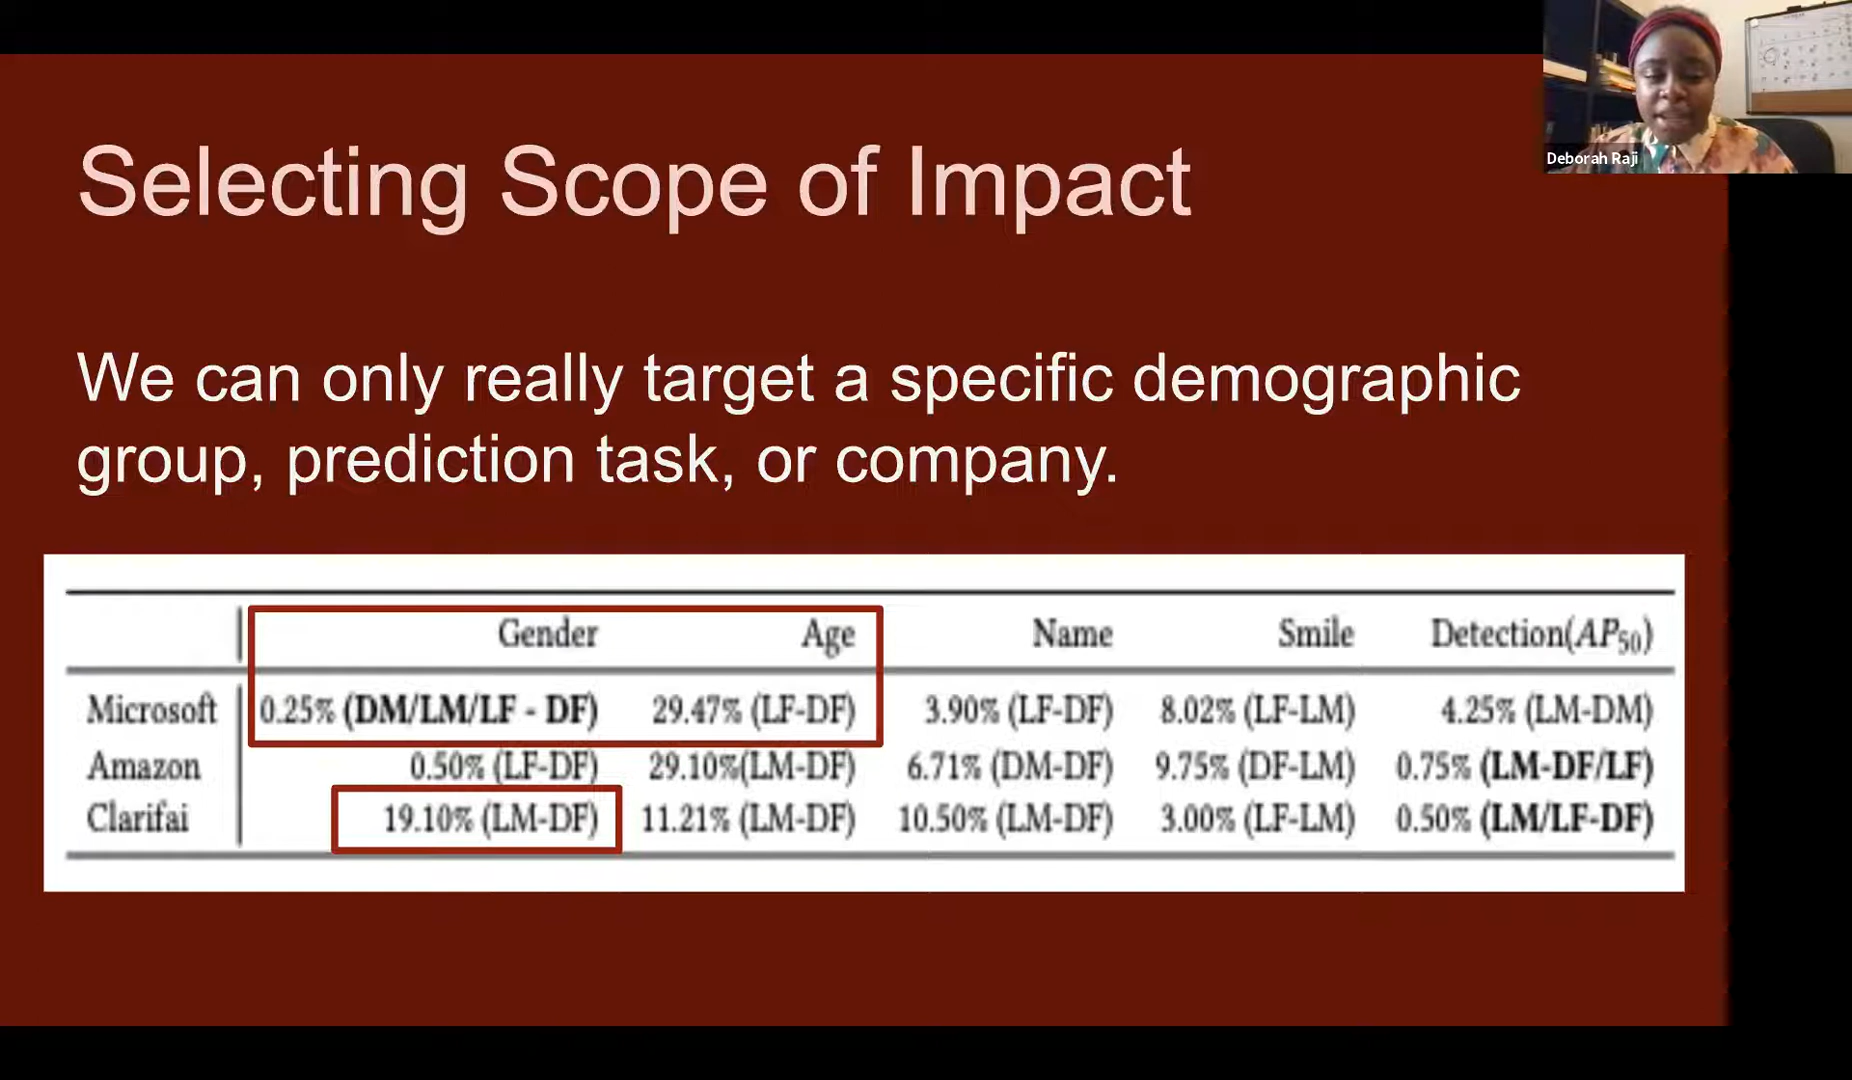 Deborah Raji
Selecting Scope of Impact
We can only really target a specific demographic
group, prediction task, or company.
Gender Age Name Smile Detection(AP50)
Microsoft 0.25% (DM/LM/LF - DF) 29.47% (LF-DF) 3.90% (LF-DF) 8.02% (LF-LM) 4.25% (LM-DM)
Amazon 0.50% (LF-DF) 29.10%(LM-DF) 6.71% (DM-DF) 9.75% (DF-LM) 0.75% (LM-DF/LF)
Clarifai 19.10% (LM-DF) 11.21% (LM-DF) 10.50% (LM-DF) 3.00% (LF-LM) 0.50% (LM/LF-DF)